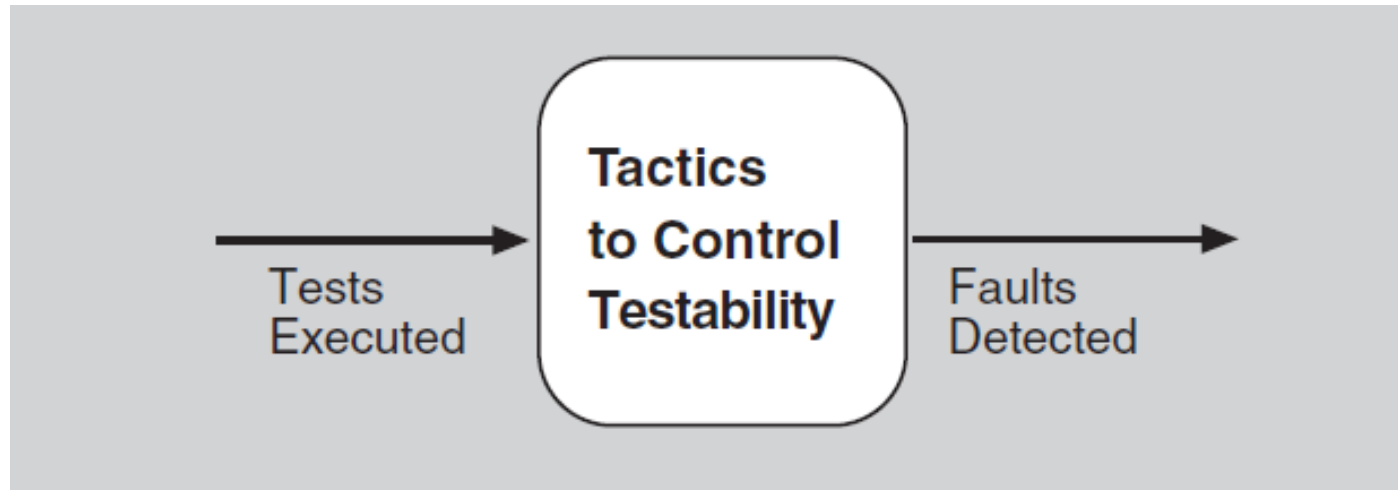 Tests
Executed
Tactics
to Control
Testability
Faults
Detected